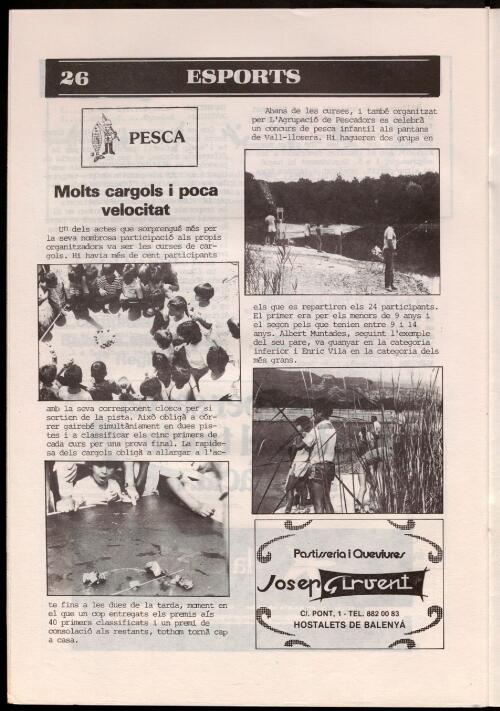 26
ESPORTS
PESCA
Molts cargols i poca
velocitat
Un dels actes que sorprengué més per
la seva nombrosa participació als propis
organitzadors va ser les curses de car-
gols. Hi havia més de cent participants
amb la seva corresponent closca per si
sortien de la pista. Això obligà a còr-
rer gairebé simultàniament en dues pis-
tes i a classificar els cinc primers de
cada curs per una prova final. La rapide-
sa dels cargols obligà a allargar a l'ac-
te fins a les dues de la tarda, moment en
el que un cop entregats els premis als
40 primers classificats i un premi de
consolació als restants, tothom tornà cap
a casa.
Abans de les curses, i també organitzat
per L'Agrupació de Pescadors es celebrà
un concurs de pesca infantil als pantans
de Vall-llosera. Hi hagueren dos grups en
els que es repartiren els 24 participants.
El primer era per els menors de 9 anys i
el segon pels que tenien entre 9 i 14
anys. Albert Muntades, seguint l'exemple
del seu pare, va guanyar en la categoria
inferior i Enric Vila en la categoria dels
més grans.
Pastisseria i Queviures
Josep Girvent
C/. PONT, 1 - TEL. 882 00 83
HOSTALETS DE BALENYÁ